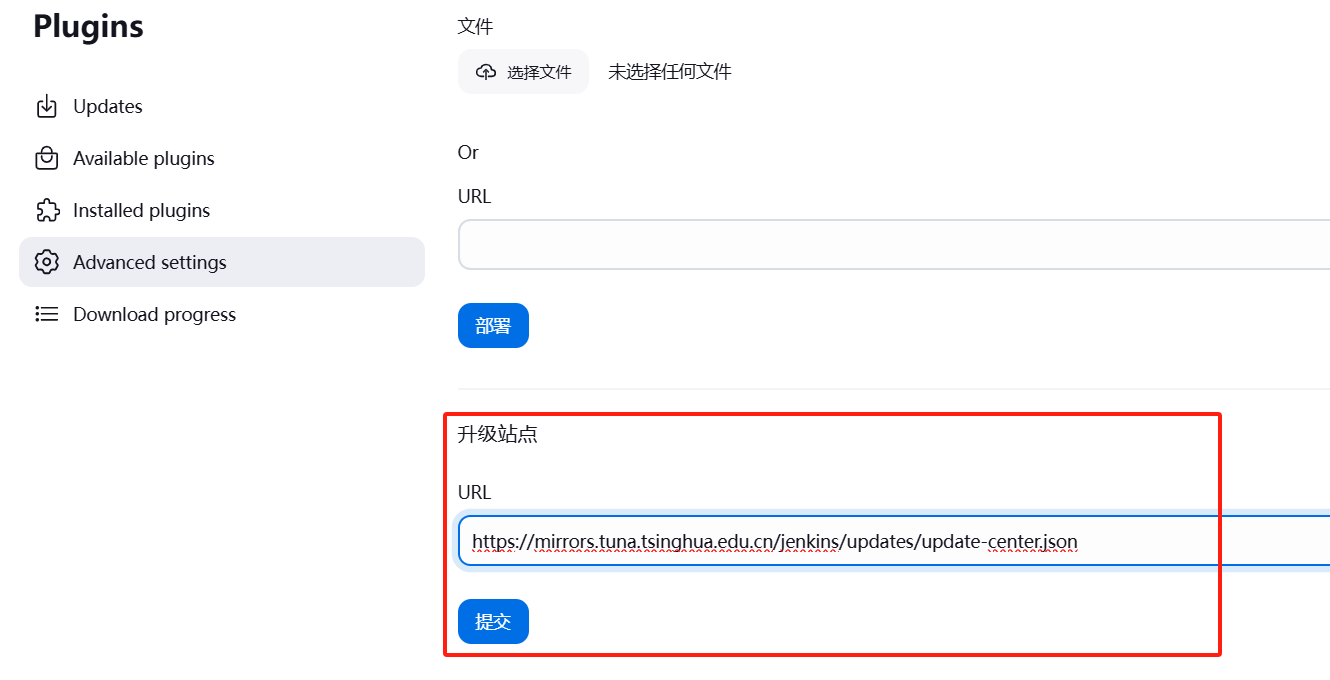 Plugins
Updates
Available plugins
Installed plugins
Advanced settings
Download progress
文件
选择文件 未选择任何文件
Or
URL
部署
升级站点
URL
https://mirrors.tuna.tsinghua.edu.cn/jenkins/updates/update-center.json
提交